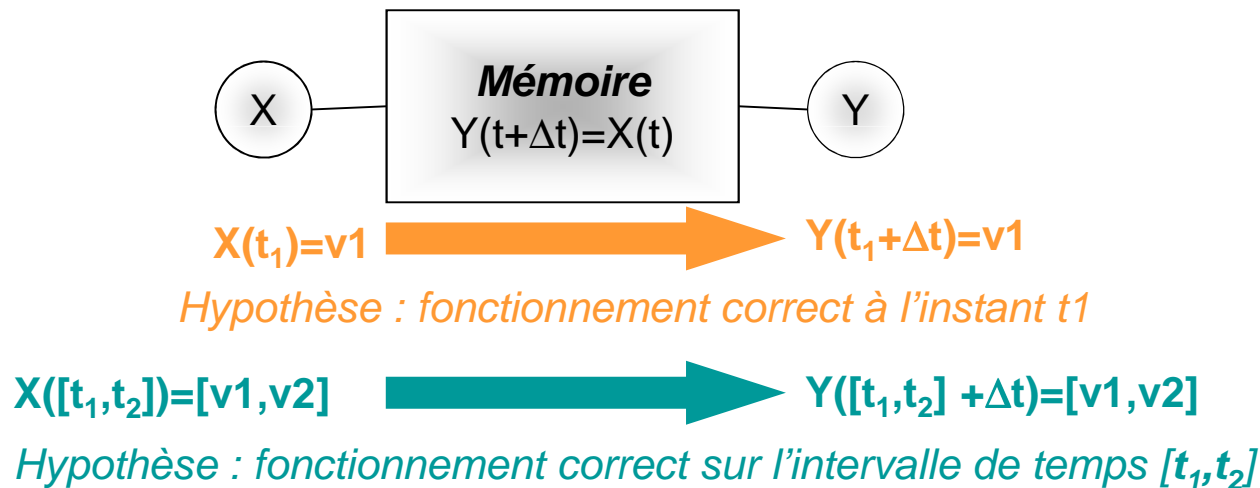 Mémoire
X
Y(t+Δt)=X(t)
Y
X(t₁)=v1
Y(t₁+Δt)=v1
Hypothèse : fonctionnement correct à l’instant t1
X([t₁,t₂])=[v1,v2]
Y([t₁,t₂] +Δt)=[v1,v2]
Hypothèse : fonctionnement correct sur l’intervalle de temps [t₁,t₂]